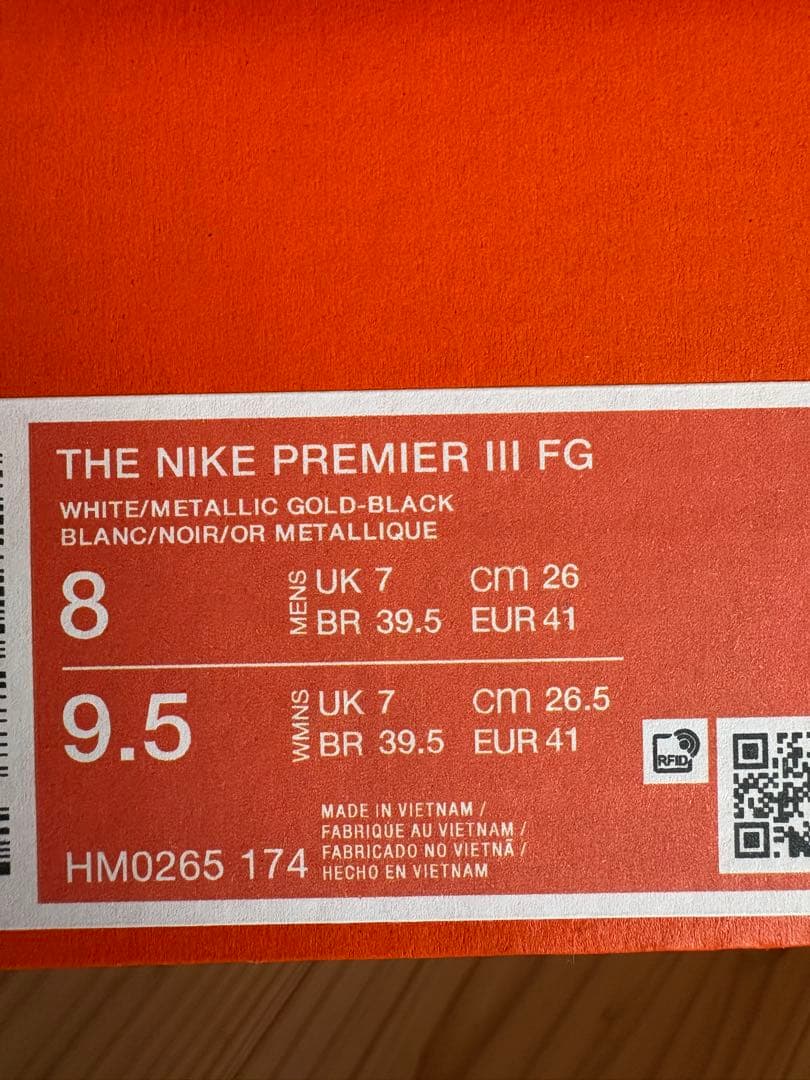 THE NIKE PREMIER III FG
WHITE/METALLIC GOLD-BLACK
BLANC/NOIR/OR METALLIQUE
8
MENS
UK 7 cm 26
BR 39.5 EUR 41
9.5
WMNS
UK 7 cm 26.5
BR 39.5 EUR 41
RFID
MADE IN VIETNAM /
FABRIQUÉ AU VIETNAM /
FABRICADO NO VIETNÃ /
HECHO EN VIETNAM
HM0265 174